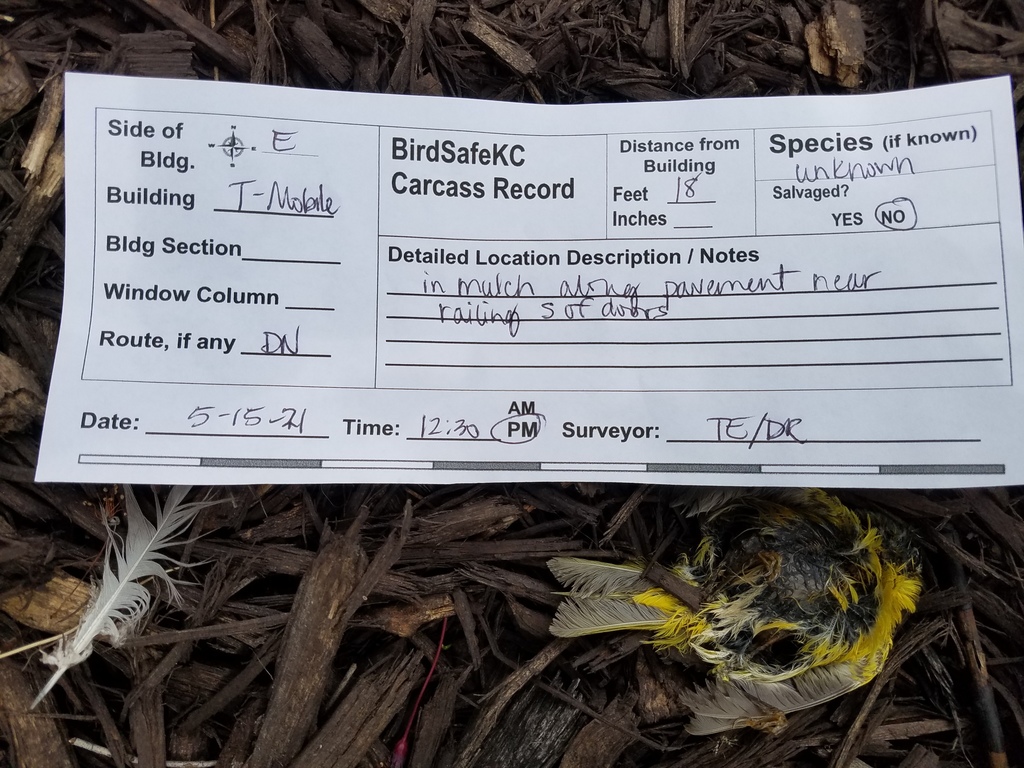 Side of Bldg. N W E
Building T-Mobile
Bldg Section
Window Column
Route, if any DN
BirdSafeKC
Carcass Record
Distance from
Building
Feet 18
Inches
Species (if known)
unknown
Salvaged?
YES NO
Detailed Location Description / Notes
in mulch along pavement near
railing S of doors
Date: 5-15-21 Time: 12:30 AM PM Surveyor: TE/DR